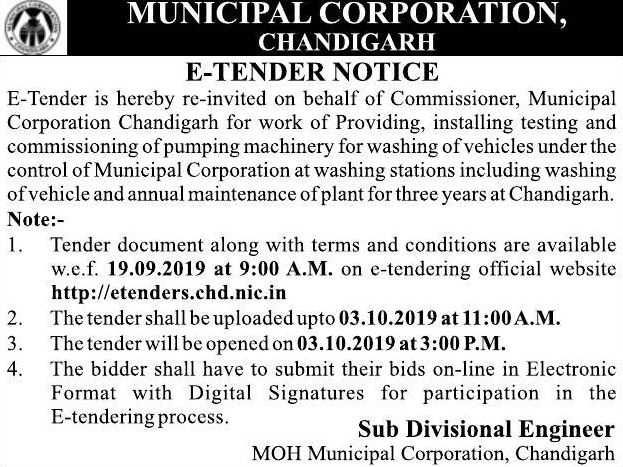 MUNICIPAL CORPORATION,
CHANDIGARH
E-TENDER NOTICE
E-Tender is hereby re-invited on behalf of Commissioner, Municipal
Corporation Chandigarh for work of Providing, installing testing and
commissioning of pumping machinery for washing of vehicles under the
control of Municipal Corporation at washing stations including washing
of vehicle and annual maintenance of plant for three years at Chandigarh.
Note:-
1. Tender document along with terms and conditions are available
w.e.f. 19.09.2019 at 9:00 A.M. on e-tendering official website
http://etenders.chd.nic.in
2. The tender shall be uploaded upto 03.10.2019 at 11:00 A.M.
3. The tender will be opened on 03.10.2019 at 3:00 P.M.
4. The bidder shall have to submit their bids on-line in Electronic
Format with Digital Signatures for participation in the
E-tendering process.
Sub Divisional Engineer
MOH Municipal Corporation, Chandigarh